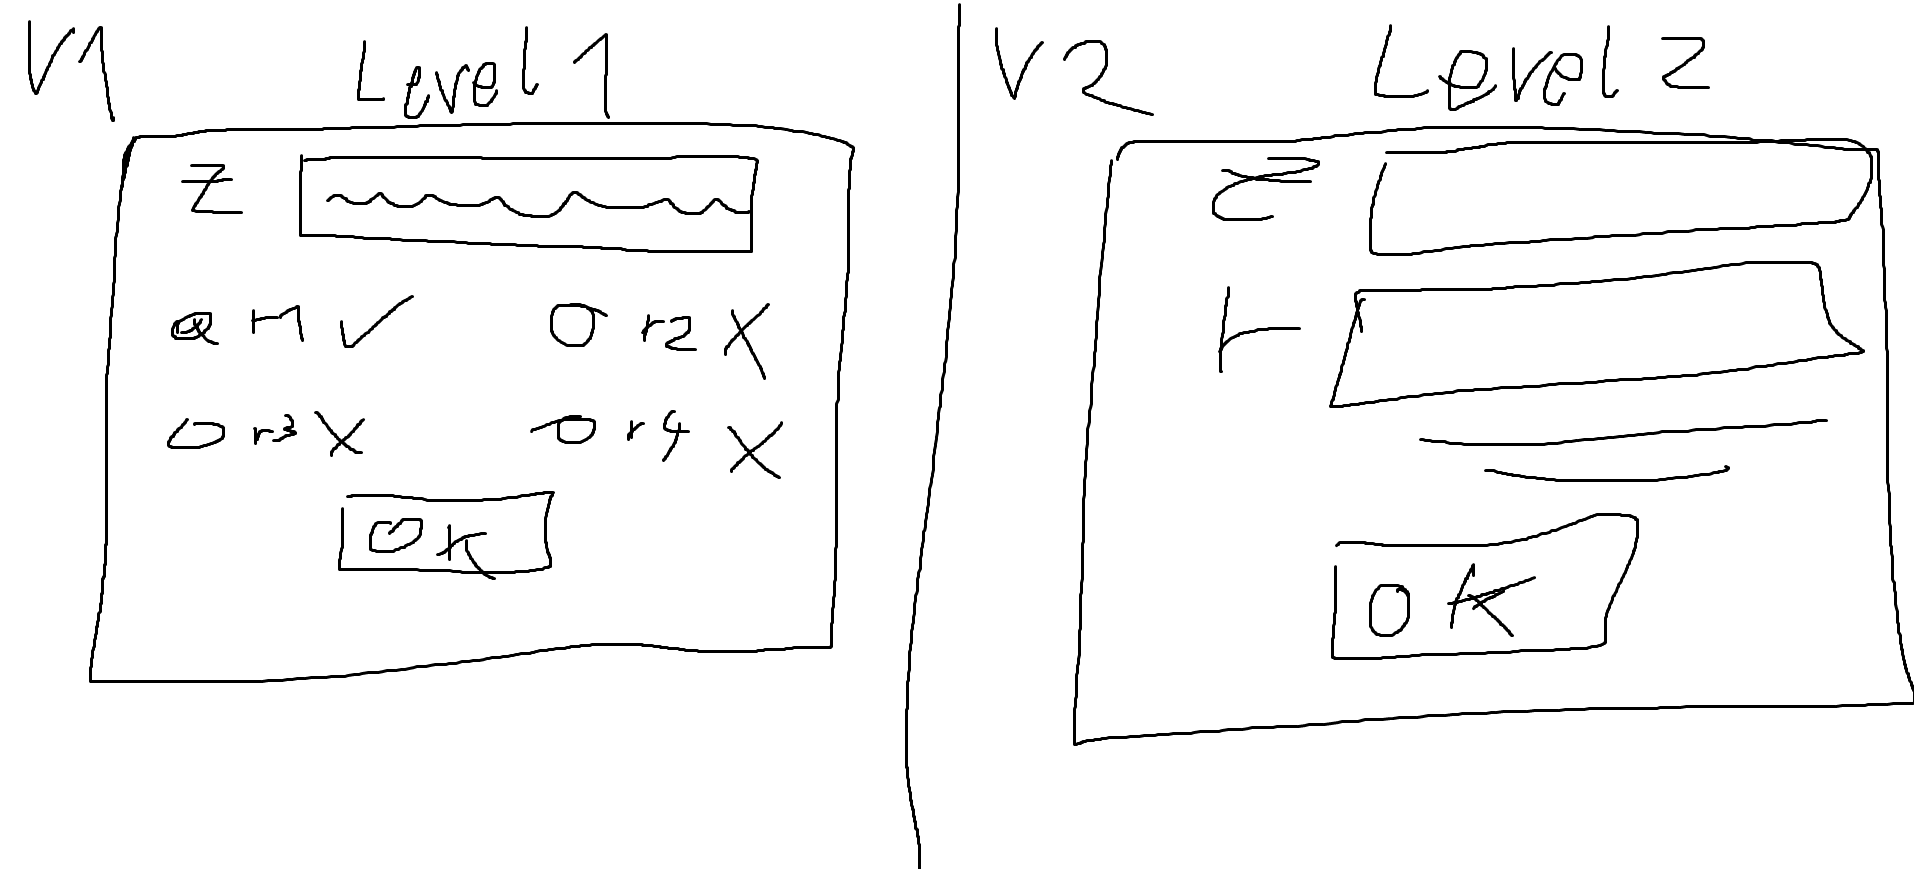 V1
Level 1
Z
r1 ✓ r2 X
r3 X r4 X
OK
V2
Level 2
Z
r
OK